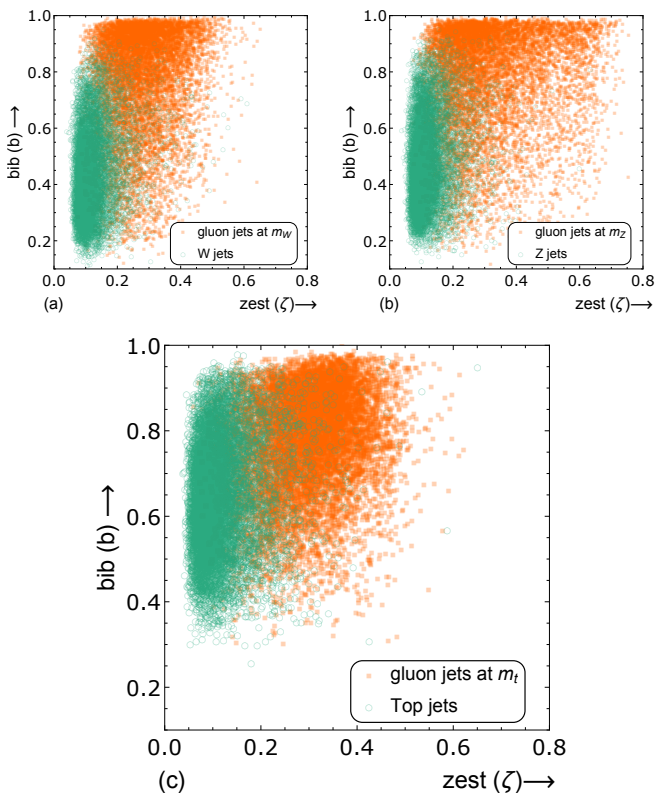 1.0
0.8
0.6
0.4
0.2
bib (b) ⟶
gluon jets at m_W
W jets
0.0 0.2 0.4 0.6 0.8
(a) zest (ζ)⟶
1.0
0.8
0.6
0.4
0.2
bib (b) ⟶
gluon jets at m_Z
Z jets
0.0 0.2 0.4 0.6 0.8
(b) zest (ζ)⟶
1.0
0.8
0.6
0.4
0.2
bib (b) ⟶
gluon jets at m_t
Top jets
0.0 0.2 0.4 0.6 0.8
(c) zest (ζ)⟶